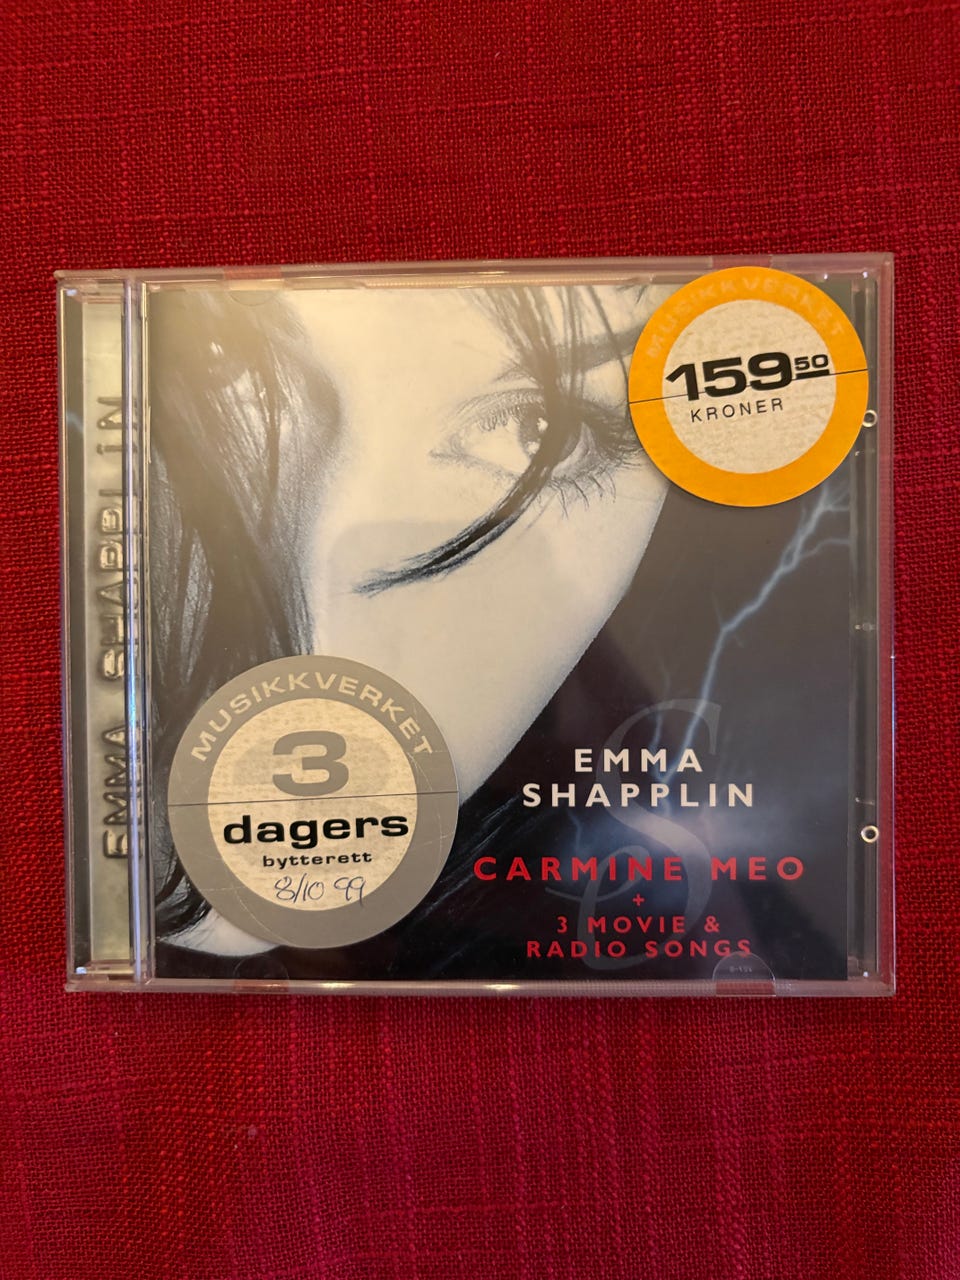 MUSIKKVERKET
159 50
KRONER
EMMA SHAPPLIN
MUSIKKVERKET
3
dagers
bytterett
8/10 99
EMMA
SHAPPLIN
S
CARMINE MEO
+
3 MOVIE &
RADIO SONGS